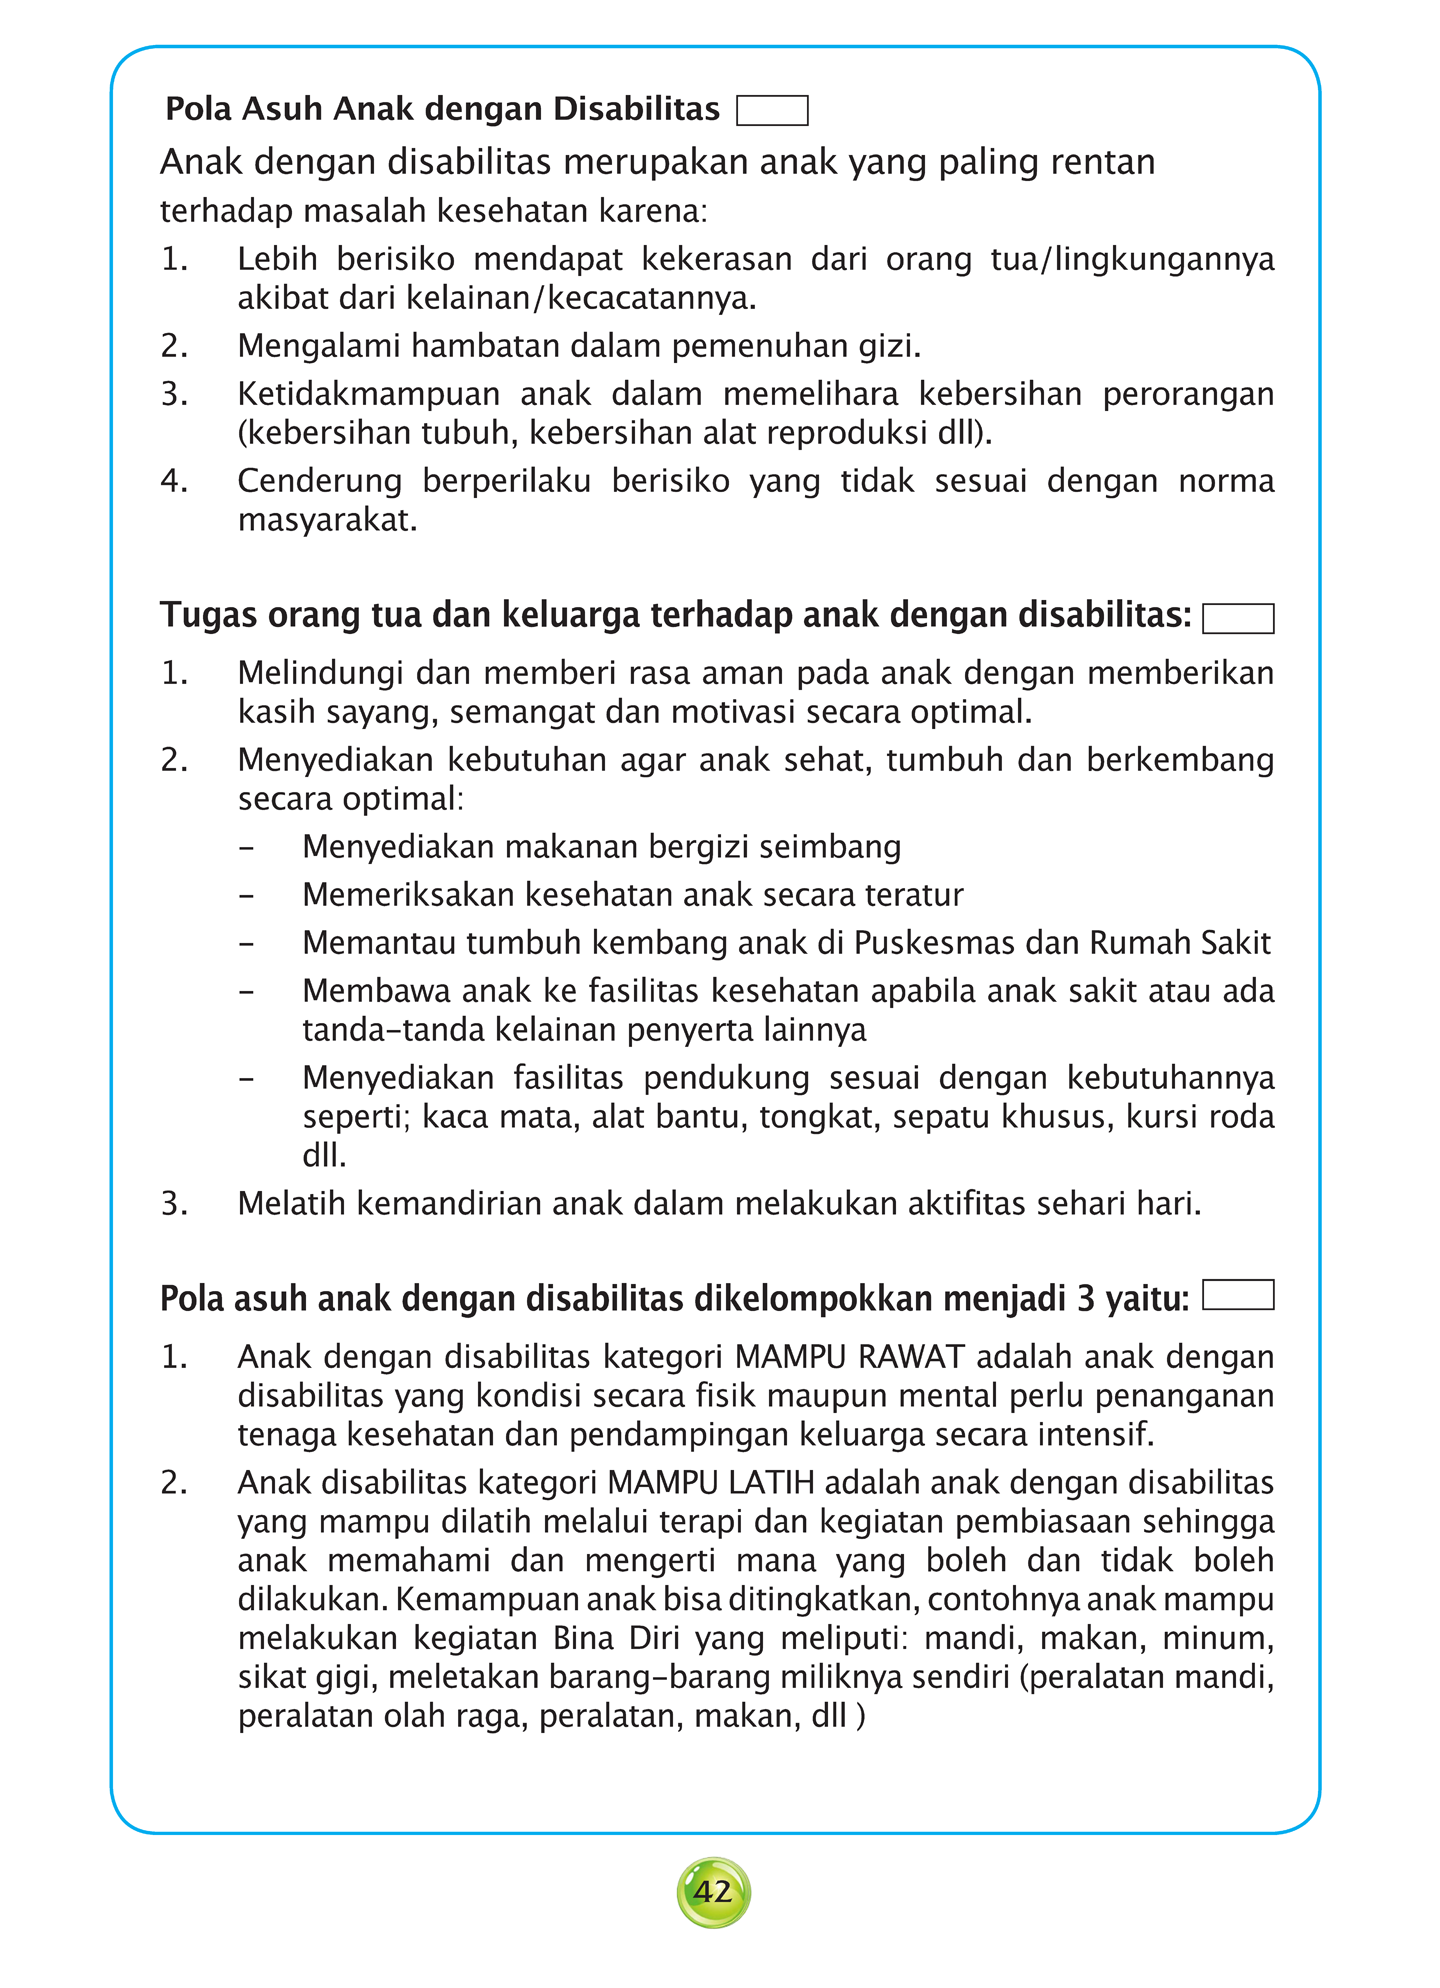 Pola Asuh Anak dengan Disabilitas
Anak dengan disabilitas merupakan anak yang paling rentan
terhadap masalah kesehatan karena:
1. Lebih berisiko mendapat kekerasan dari orang tua/lingkungannya
akibat dari kelainan/kecacatannya.
2. Mengalami hambatan dalam pemenuhan gizi.
3. Ketidakmampuan anak dalam memelihara kebersihan perorangan
(kebersihan tubuh, kebersihan alat reproduksi dll).
4. Cenderung berperilaku berisiko yang tidak sesuai dengan norma
masyarakat.
Tugas orang tua dan keluarga terhadap anak dengan disabilitas:
1. Melindungi dan memberi rasa aman pada anak dengan memberikan
kasih sayang, semangat dan motivasi secara optimal.
2. Menyediakan kebutuhan agar anak sehat, tumbuh dan berkembang
secara optimal:
– Menyediakan makanan bergizi seimbang
– Memeriksakan kesehatan anak secara teratur
– Memantau tumbuh kembang anak di Puskesmas dan Rumah Sakit
– Membawa anak ke fasilitas kesehatan apabila anak sakit atau ada
tanda-tanda kelainan penyerta lainnya
– Menyediakan fasilitas pendukung sesuai dengan kebutuhannya
seperti; kaca mata, alat bantu, tongkat, sepatu khusus, kursi roda
dll.
3. Melatih kemandirian anak dalam melakukan aktifitas sehari hari.
Pola asuh anak dengan disabilitas dikelompokkan menjadi 3 yaitu:
1. Anak dengan disabilitas kategori MAMPU RAWAT adalah anak dengan
disabilitas yang kondisi secara fisik maupun mental perlu penanganan
tenaga kesehatan dan pendampingan keluarga secara intensif.
2. Anak disabilitas kategori MAMPU LATIH adalah anak dengan disabilitas
yang mampu dilatih melalui terapi dan kegiatan pembiasaan sehingga
anak memahami dan mengerti mana yang boleh dan tidak boleh
dilakukan. Kemampuan anak bisa ditingkatkan, contohnya anak mampu
melakukan kegiatan Bina Diri yang meliputi: mandi, makan, minum,
sikat gigi, meletakan barang-barang miliknya sendiri (peralatan mandi,
peralatan olah raga, peralatan, makan, dll )
42